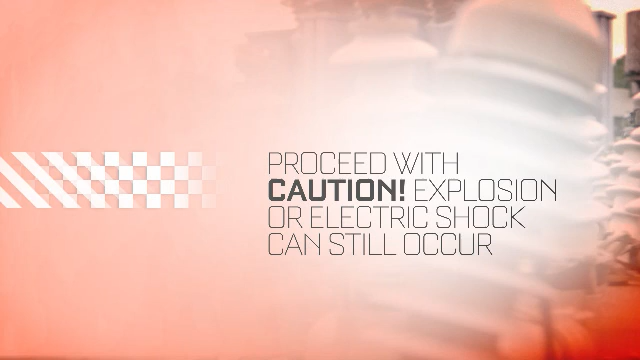 PROCEED WITH
CAUTION! EXPLOSION
OR ELECTRIC SHOCK
CAN STILL OCCUR